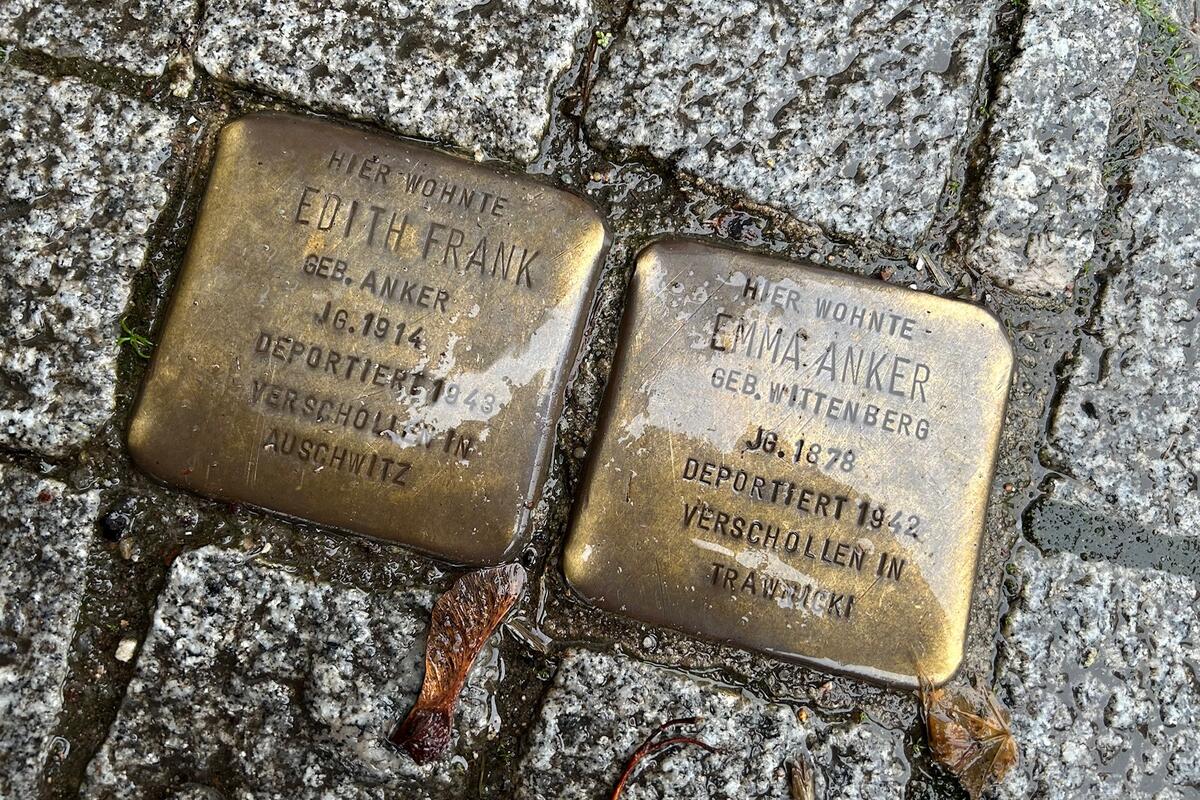 HIER WOHNTE
EDITH FRANK
GEB. ANKER
JG. 1914
DEPORTIERT 1943
VERSCHOLLEN IN
AUSCHWITZ
HIER WOHNTE
EMMA ANKER
GEB. WITTENBERG
JG. 1878
DEPORTIERT 1942
VERSCHOLLEN IN
TRAWNICKI